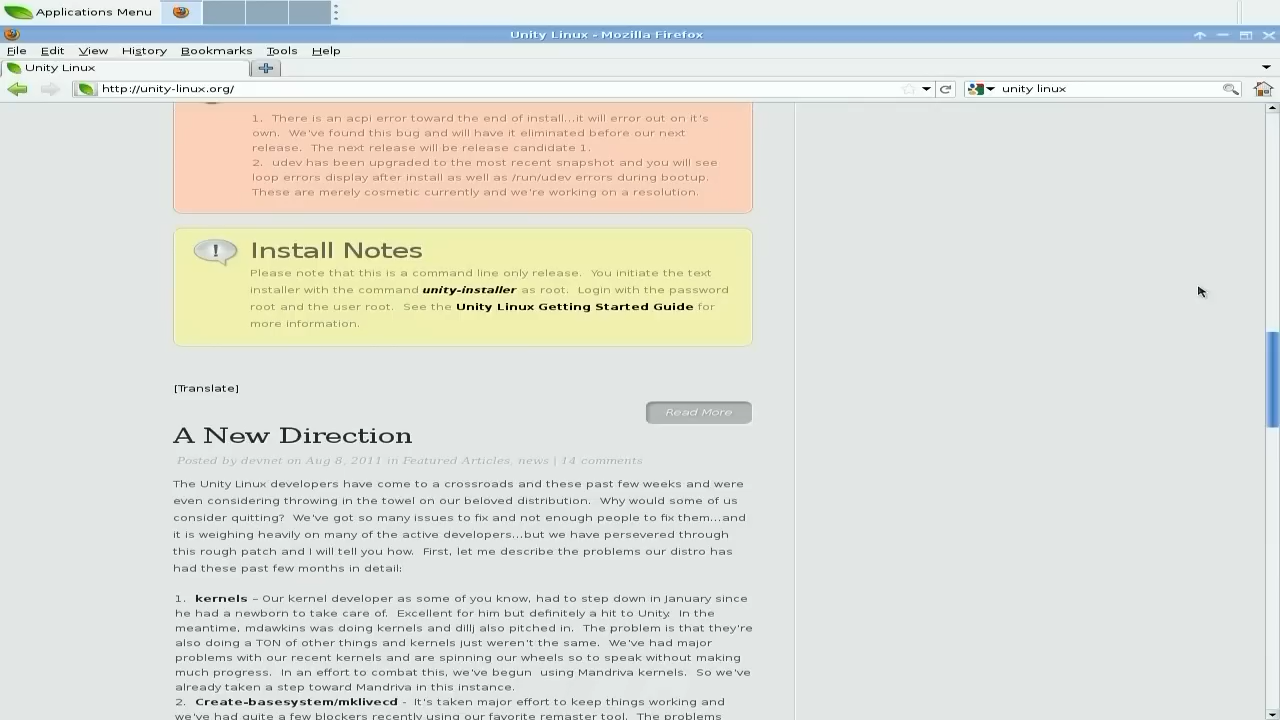 Applications Menu
Unity Linux - Mozilla Firefox
File Edit View History Bookmarks Tools Help
Unity Linux
http://unity-linux.org/
unity linux
1. There is an acpi error toward the end of install...it will error out on it's
own. We've found this bug and will have it eliminated before our next
release. The next release will be release candidate 1.
2. udev has been upgraded to the most recent snapshot and you will see
loop errors display after install as well as /run/udev errors during bootup.
These are merely cosmetic currently and we're working on a resolution.
Install Notes
Please note that this is a command line only release. You initiate the text
installer with the command unity-installer as root. Login with the password
root and the user root. See the Unity Linux Getting Started Guide for
more information.
[Translate]
Read More
A New Direction
Posted by devnet on Aug 8, 2011 in Featured Articles, news | 14 comments
The Unity Linux developers have come to a crossroads and these past few weeks and were
even considering throwing in the towel on our beloved distribution. Why would some of us
consider quitting? We've got so many issues to fix and not enough people to fix them...and
it is weighing heavily on many of the active developers...but we have persevered through
this rough patch and I will tell you how. First, let me describe the problems our distro has
had these past few months in detail:
1. kernels – Our kernel developer as some of you know, had to step down in January since
he had a newborn to take care of. Excellent for him but definitely a hit to Unity. In the
meantime, mdawkins was doing kernels and dillj also pitched in. The problem is that they're
also doing a TON of other things and kernels just weren't the same. We've had major
problems with our recent kernels and are spinning our wheels so to speak without making
much progress. In an effort to combat this, we've begun using Mandriva kernels. So we've
already taken a step toward Mandriva in this instance.
2. Create-basesystem/mklivecd - It's taken major effort to keep things working and
we've had quite a few blockers recently using our favorite remaster tool. The problems